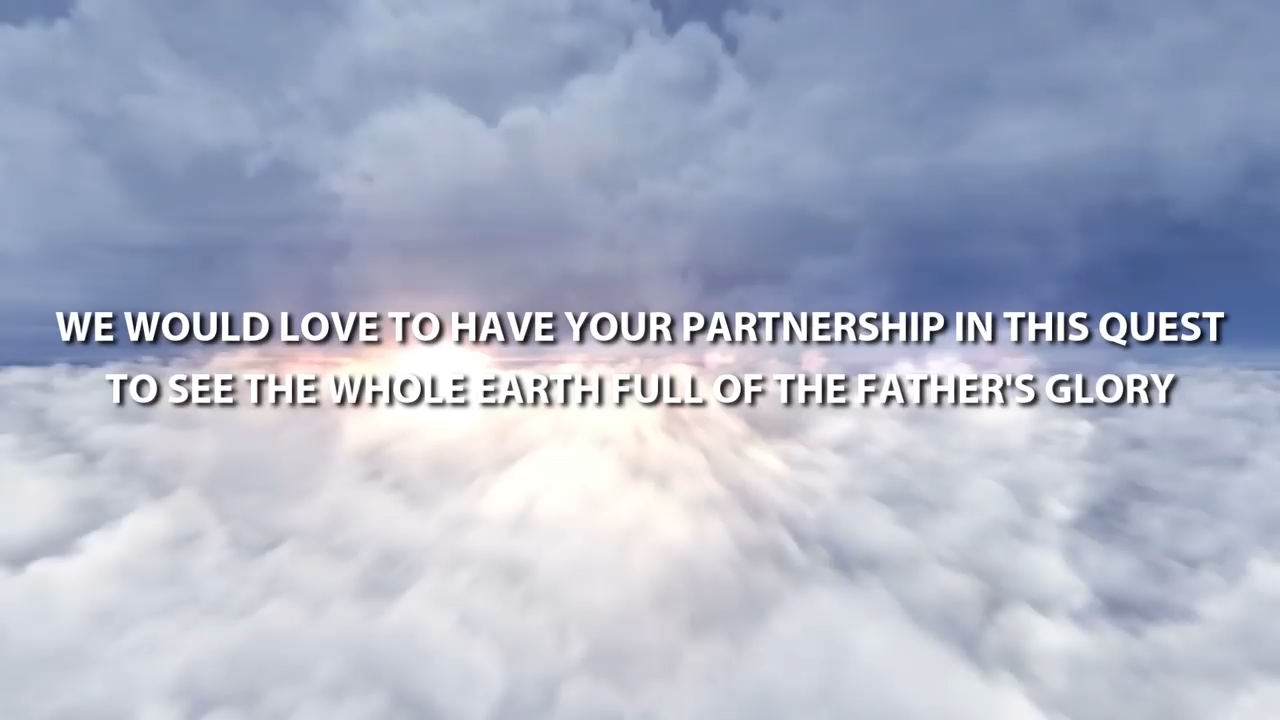 WE WOULD LOVE TO HAVE YOUR PARTNERSHIP IN THIS QUEST
TO SEE THE WHOLE EARTH FULL OF THE FATHER'S GLORY